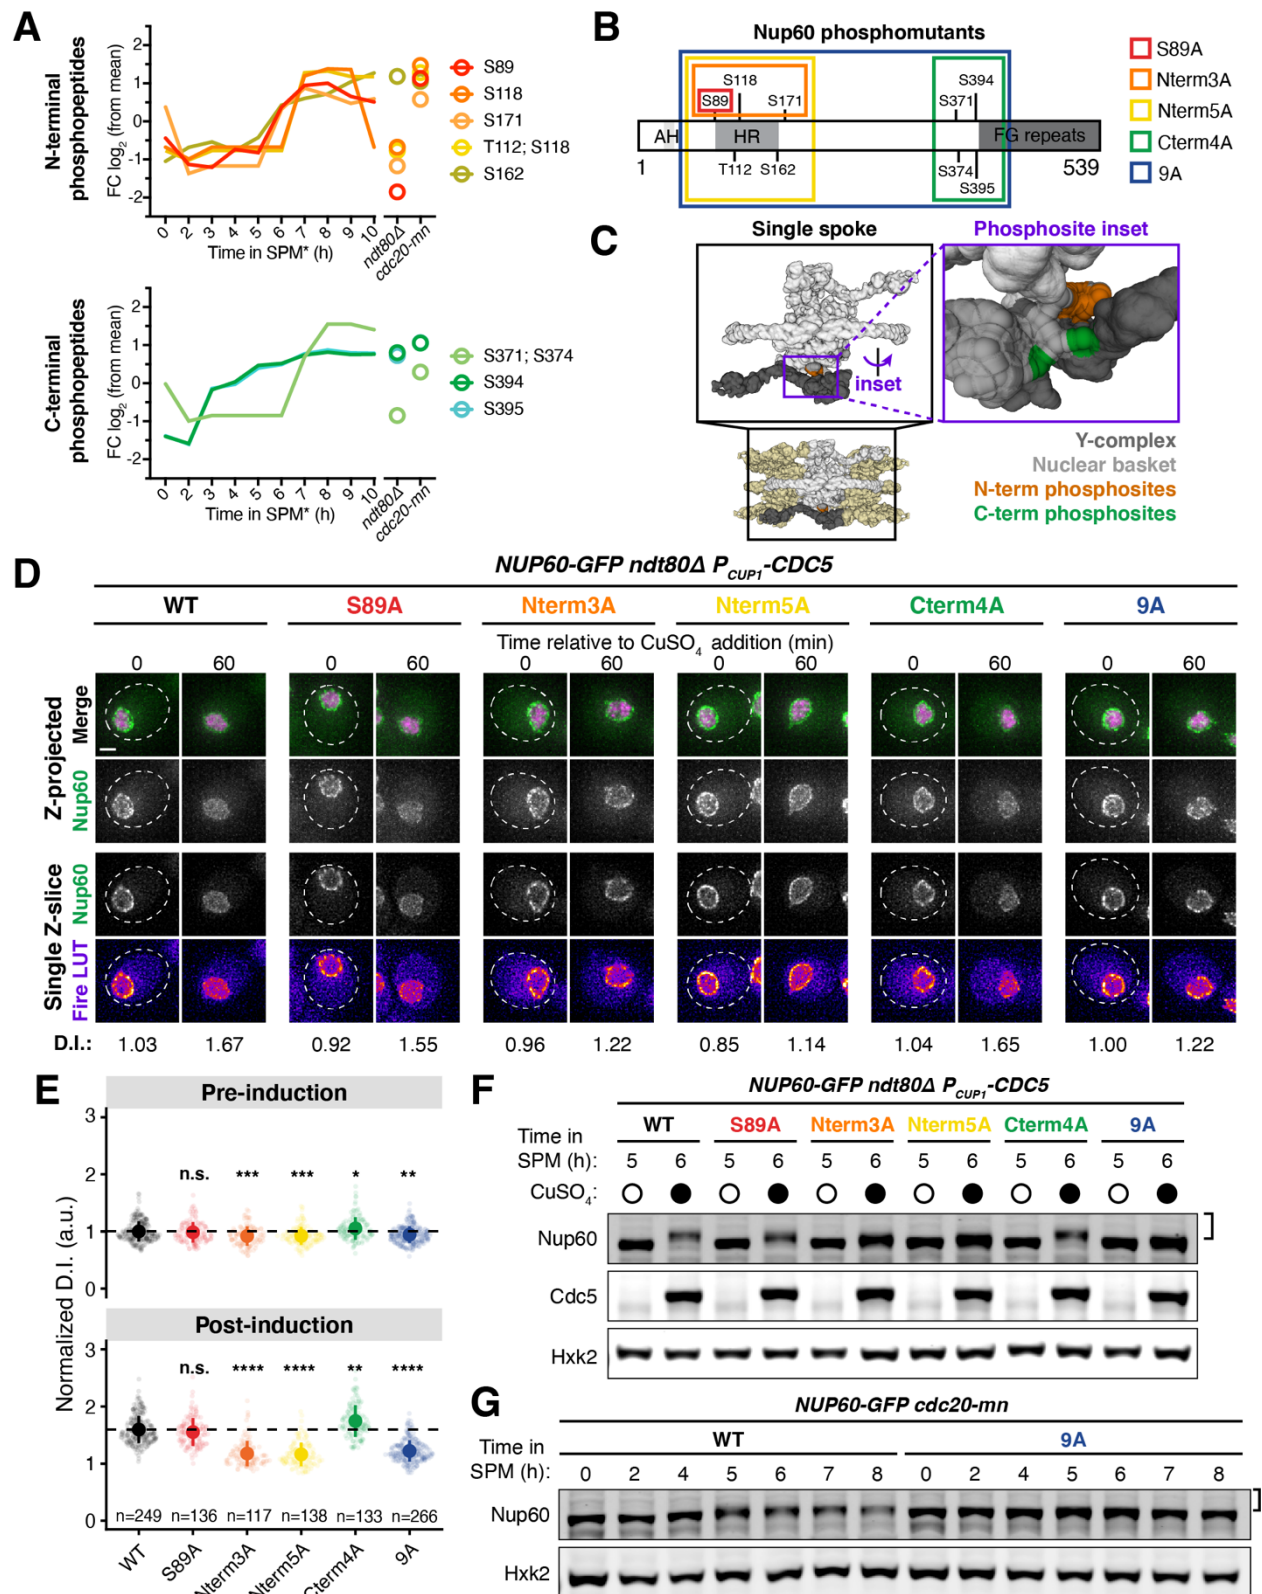 A
N-terminal
phosphopeptides
FC log2 (from mean)
2
1
0
-1
-2
0 2 3 4 5 6 7 8 9 10 ndt80Δ cdc20-mn
Time in SPM* (h)
S89
S118
S171
T112; S118
S162
C-terminal
phosphopeptides
FC log2 (from mean)
2
1
0
-1
-2
0 2 3 4 5 6 7 8 9 10 ndt80Δ cdc20-mn
Time in SPM* (h)
S371; S374
S394
S395
B
Nup60 phosphomutants
S118 S394
S89 S171 S371
AH HR FG repeats
1 T112 S162 S374 539
S395
S89A
Nterm3A
Nterm5A
Cterm4A
9A
C
Single spoke
Phosphosite inset
inset
Y-complex
Nuclear basket
N-term phosphosites
C-term phosphosites
D
NUP60-GFP ndt80Δ PCUP1-CDC5
WT S89A Nterm3A Nterm5A Cterm4A 9A
Time relative to CuSO4 addition (min)
0 60 0 60 0 60 0 60 0 60 0 60
Z-projected
Merge
Nup60
Single Z-slice
Nup60
Fire LUT
D.I.: 1.03 1.67 0.92 1.55 0.96 1.22 0.85 1.14 1.04 1.65 1.00 1.22
E
Normalized D.I. (a.u.)
Pre-induction
3
2
1
0
n.s. *** *** * **
Post-induction
3
2
1
0
n.s. **** **** ** ****
n=249 n=136 n=117 n=138 n=133 n=266
WT S89A Nterm3A Nterm5A Cterm4A 9A
F
NUP60-GFP ndt80Δ PCUP1-CDC5
WT S89A Nterm3A Nterm5A Cterm4A 9A
Time in
SPM (h): 5 6 5 6 5 6 5 6 5 6 5 6
CuSO4:
Nup60
Cdc5
Hxk2
G
NUP60-GFP cdc20-mn
WT 9A
Time in
SPM (h): 0 2 4 5 6 7 8 0 2 4 5 6 7 8
Nup60
Hxk2